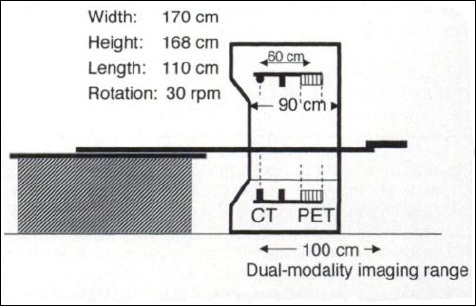 Width: 170 cm
Height: 168 cm
Length: 110 cm
Rotation: 30 rpm
60 cm
90 cm
CT PET
100 cm
Dual-modality imaging range